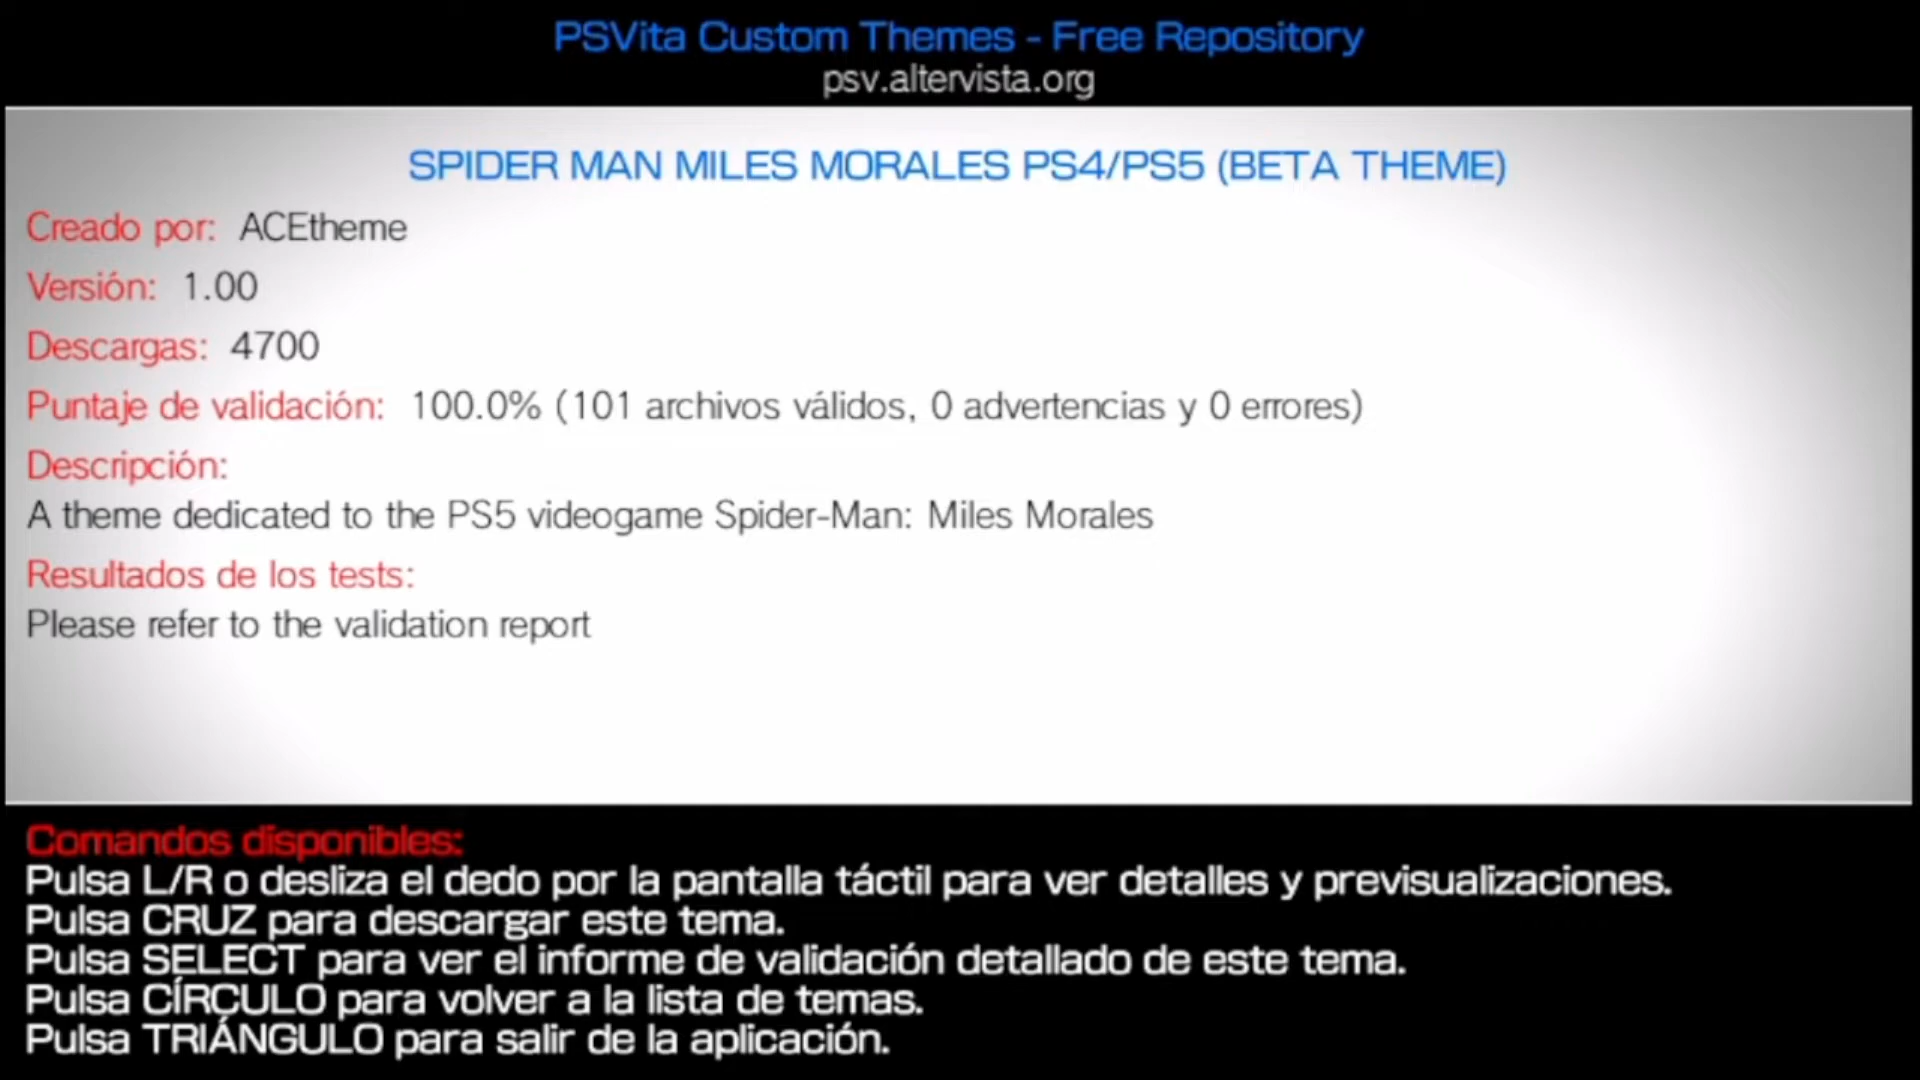 PSVita Custom Themes - Free Repository
psv.altervista.org
SPIDER MAN MILES MORALES PS4/PS5 (BETA THEME)
Creado por: ACEtheme
Versión: 1.00
Descargas: 4700
Puntaje de validación: 100.0% (101 archivos válidos, 0 advertencias y 0 errores)
Descripción:
A theme dedicated to the PS5 videogame Spider-Man: Miles Morales
Resultados de los tests:
Please refer to the validation report
Comandos disponibles:
Pulsa L/R o desliza el dedo por la pantalla táctil para ver detalles y previsualizaciones.
Pulsa CRUZ para descargar este tema.
Pulsa SELECT para ver el informe de validación detallado de este tema.
Pulsa CÍRCULO para volver a la lista de temas.
Pulsa TRIÁNGULO para salir de la aplicación.